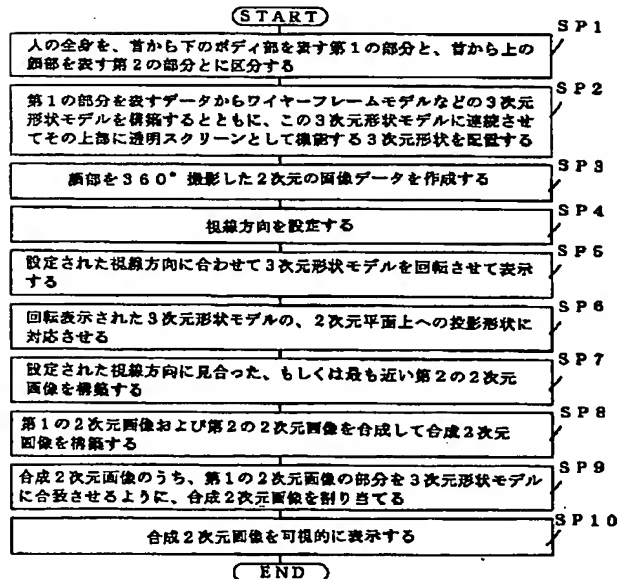 START
SP1
人の全身を、首から下のボディ部を表す第1の部分と、首から上の
顔部を表す第2の部分とに区分する
SP2
第1の部分を表すデータからワイヤーフレームモデルなどの3次元
形状モデルを構築するとともに、この3次元形状モデルに連続させ
てその上部に透明スクリーンとして機能する3次元形状を配置する
SP3
顔部を360°撮影した2次元の画像データを作成する
SP4
視線方向を設定する
SP5
設定された視線方向に合わせて3次元形状モデルを回転させて表示
する
SP6
回転表示された3次元形状モデルの、2次元平面上への投影形状に
対応させる
SP7
設定された視線方向に見合った、もしくは最も近い第2の2次元
画像を構築する
SP8
第1の2次元画像および第2の2次元画像を合成して合成2次元
画像を構築する
SP9
合成2次元画像のうち、第1の2次元画像の部分を3次元形状モデル
に合致させるように、合成2次元画像を割り当てる
SP10
合成2次元画像を可視的に表示する
END